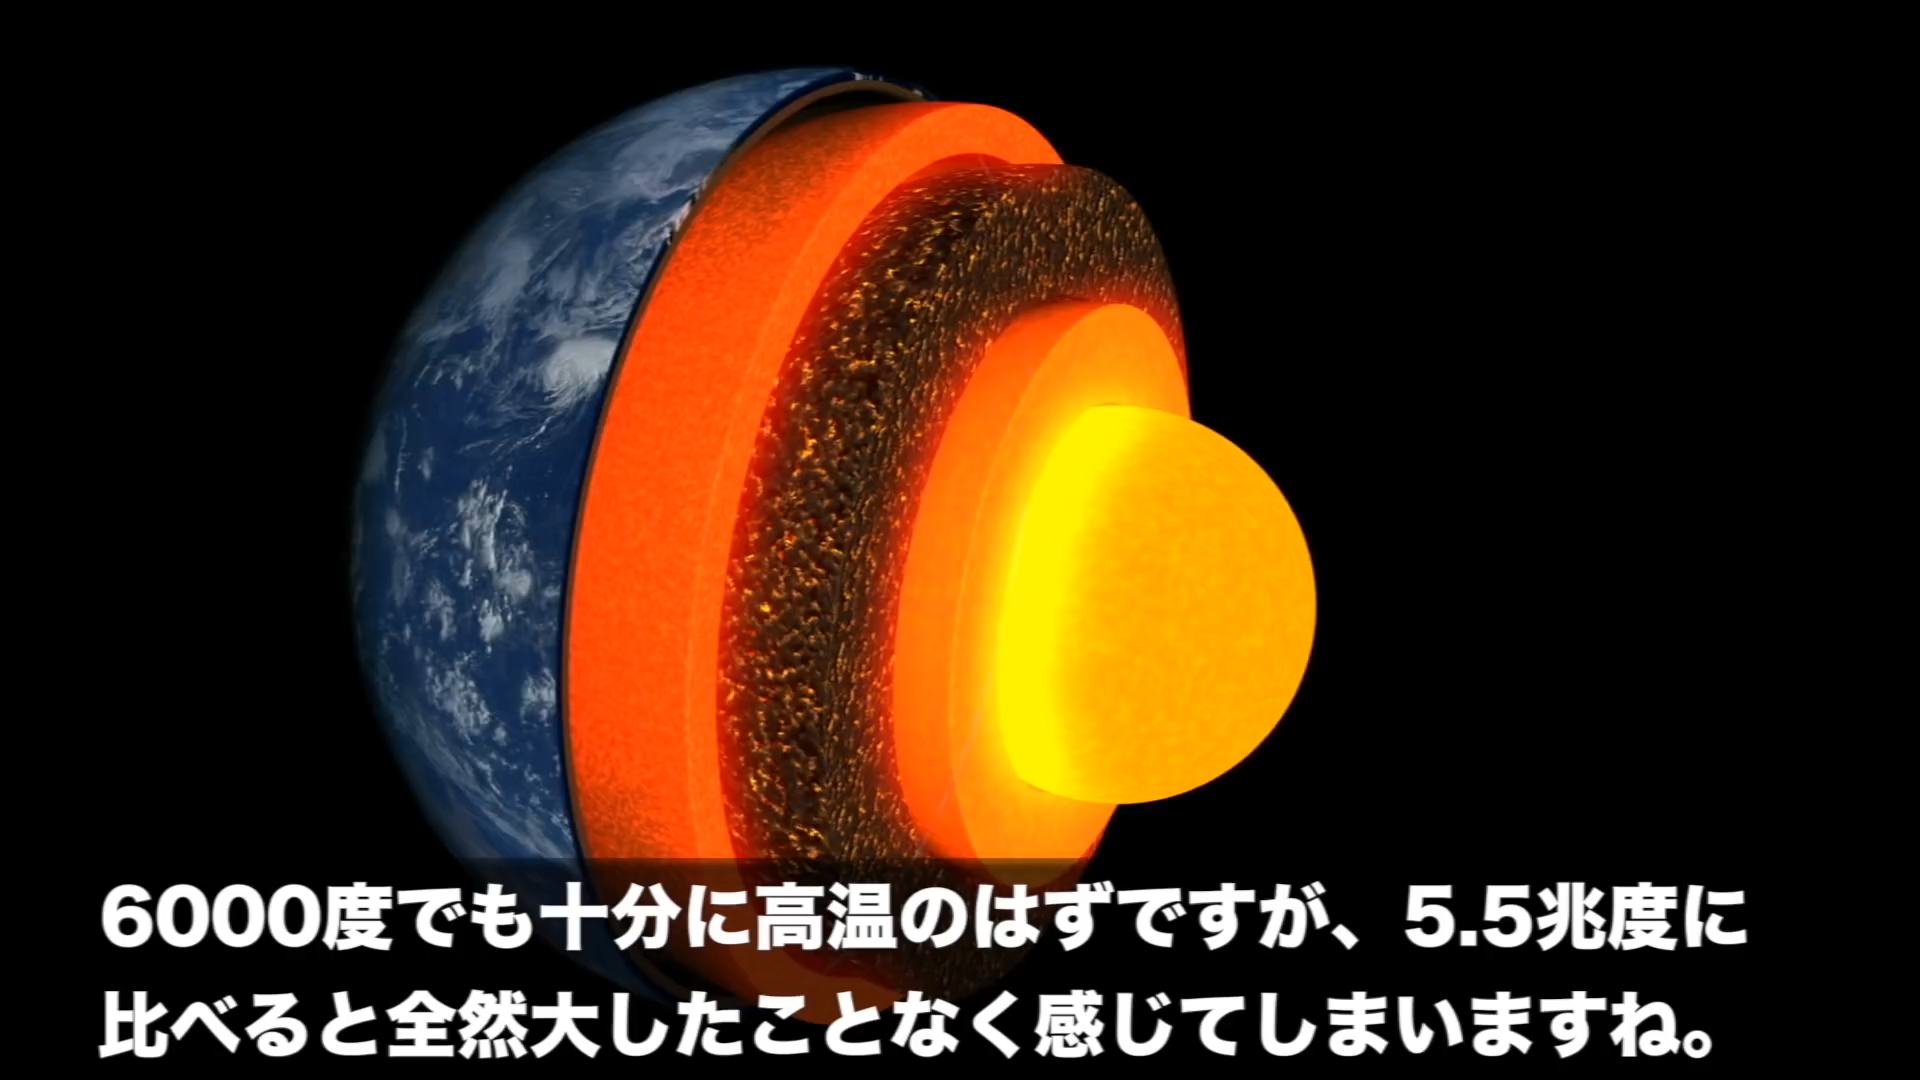 6000度でも十分に高温のはずですが、5.5兆度に
比べると全然大したことなく感じてしまいますね。